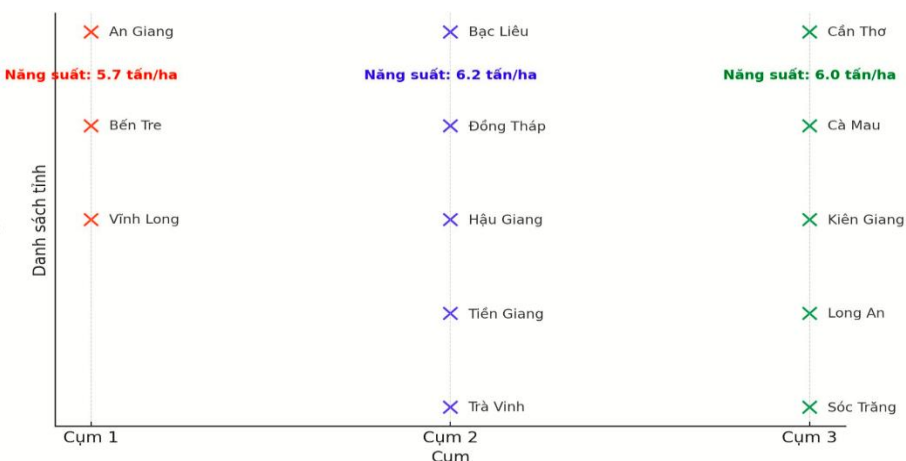 An Giang Bạc Liêu Cần Thơ
Năng suất: 5.7 tấn/ha Năng suất: 6.2 tấn/ha Năng suất: 6.0 tấn/ha
Bến Tre Đồng Tháp Cà Mau
Danh sách tỉnh
Vĩnh Long Hậu Giang Kiên Giang
Tiền Giang Long An
Trà Vinh Sóc Trăng
Cụm 1 Cụm 2 Cụm 3
Cụm